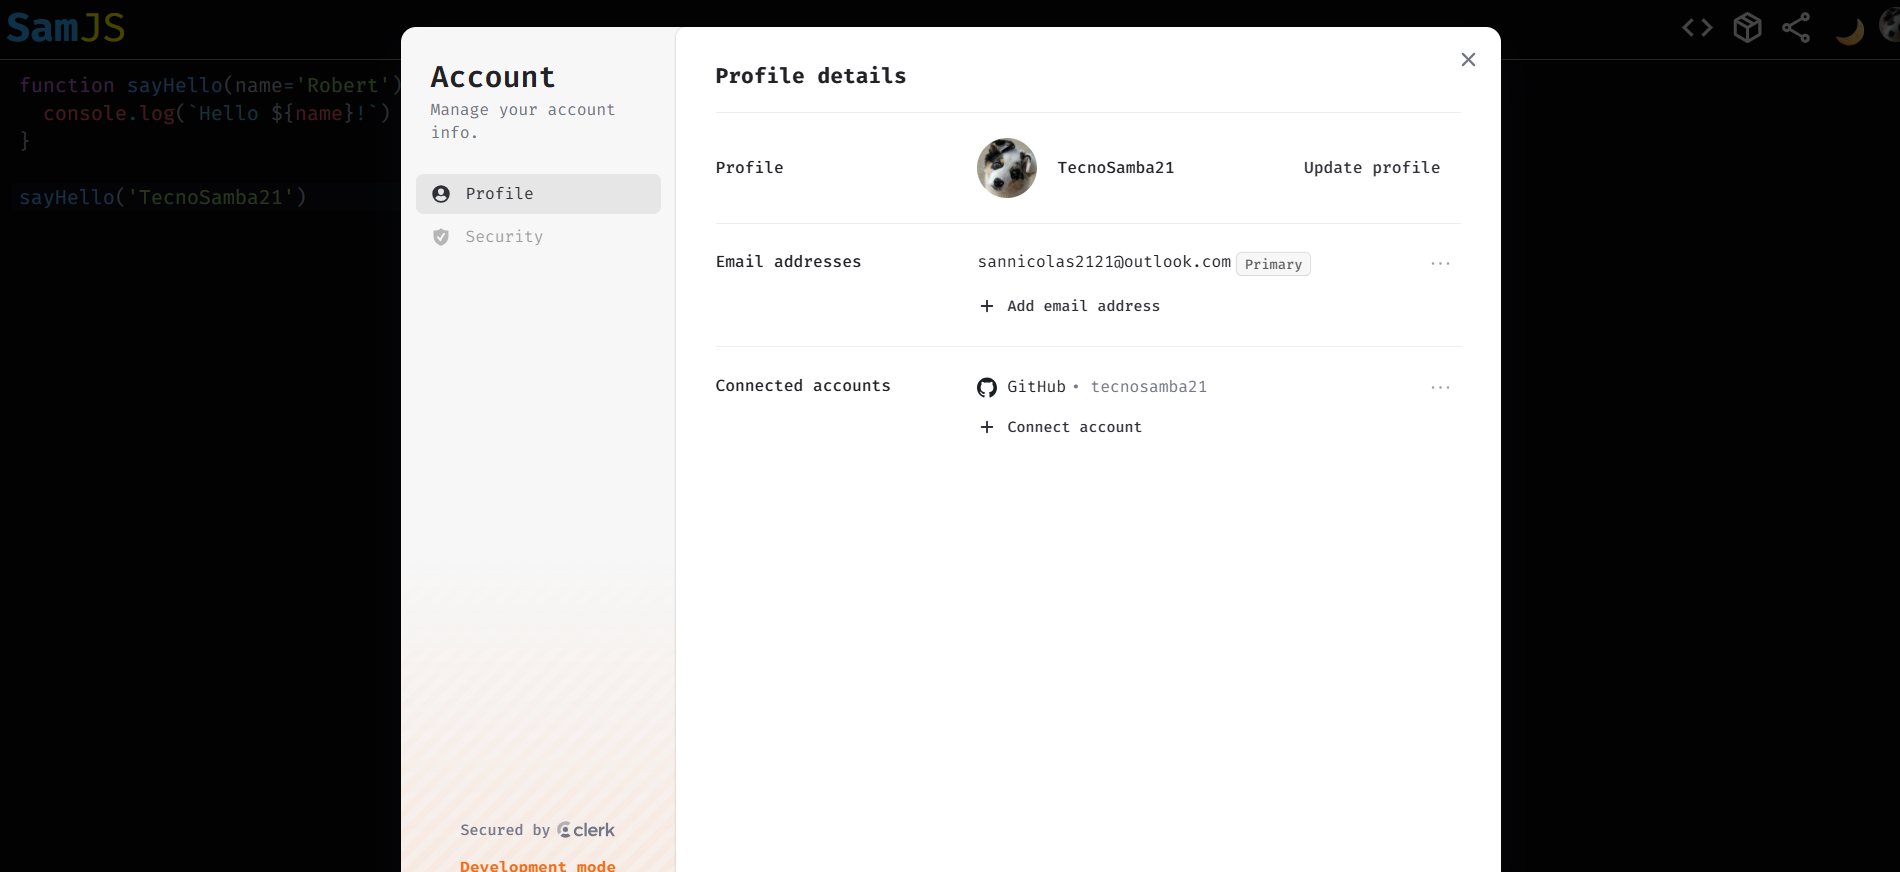 SamJS
function sayHello(name='Robert')
console.log(`Hello ${name}!`)
}
sayHello('TecnoSamba21')
Account
Manage your account
info.
Profile
Security
Secured by clerk
Development mode
Profile details
Profile
TecnoSamba21
Update profile
Email addresses
sannicolas2121@outlook.com Primary
+ Add email address
Connected accounts
GitHub • tecnosamba21
+ Connect account